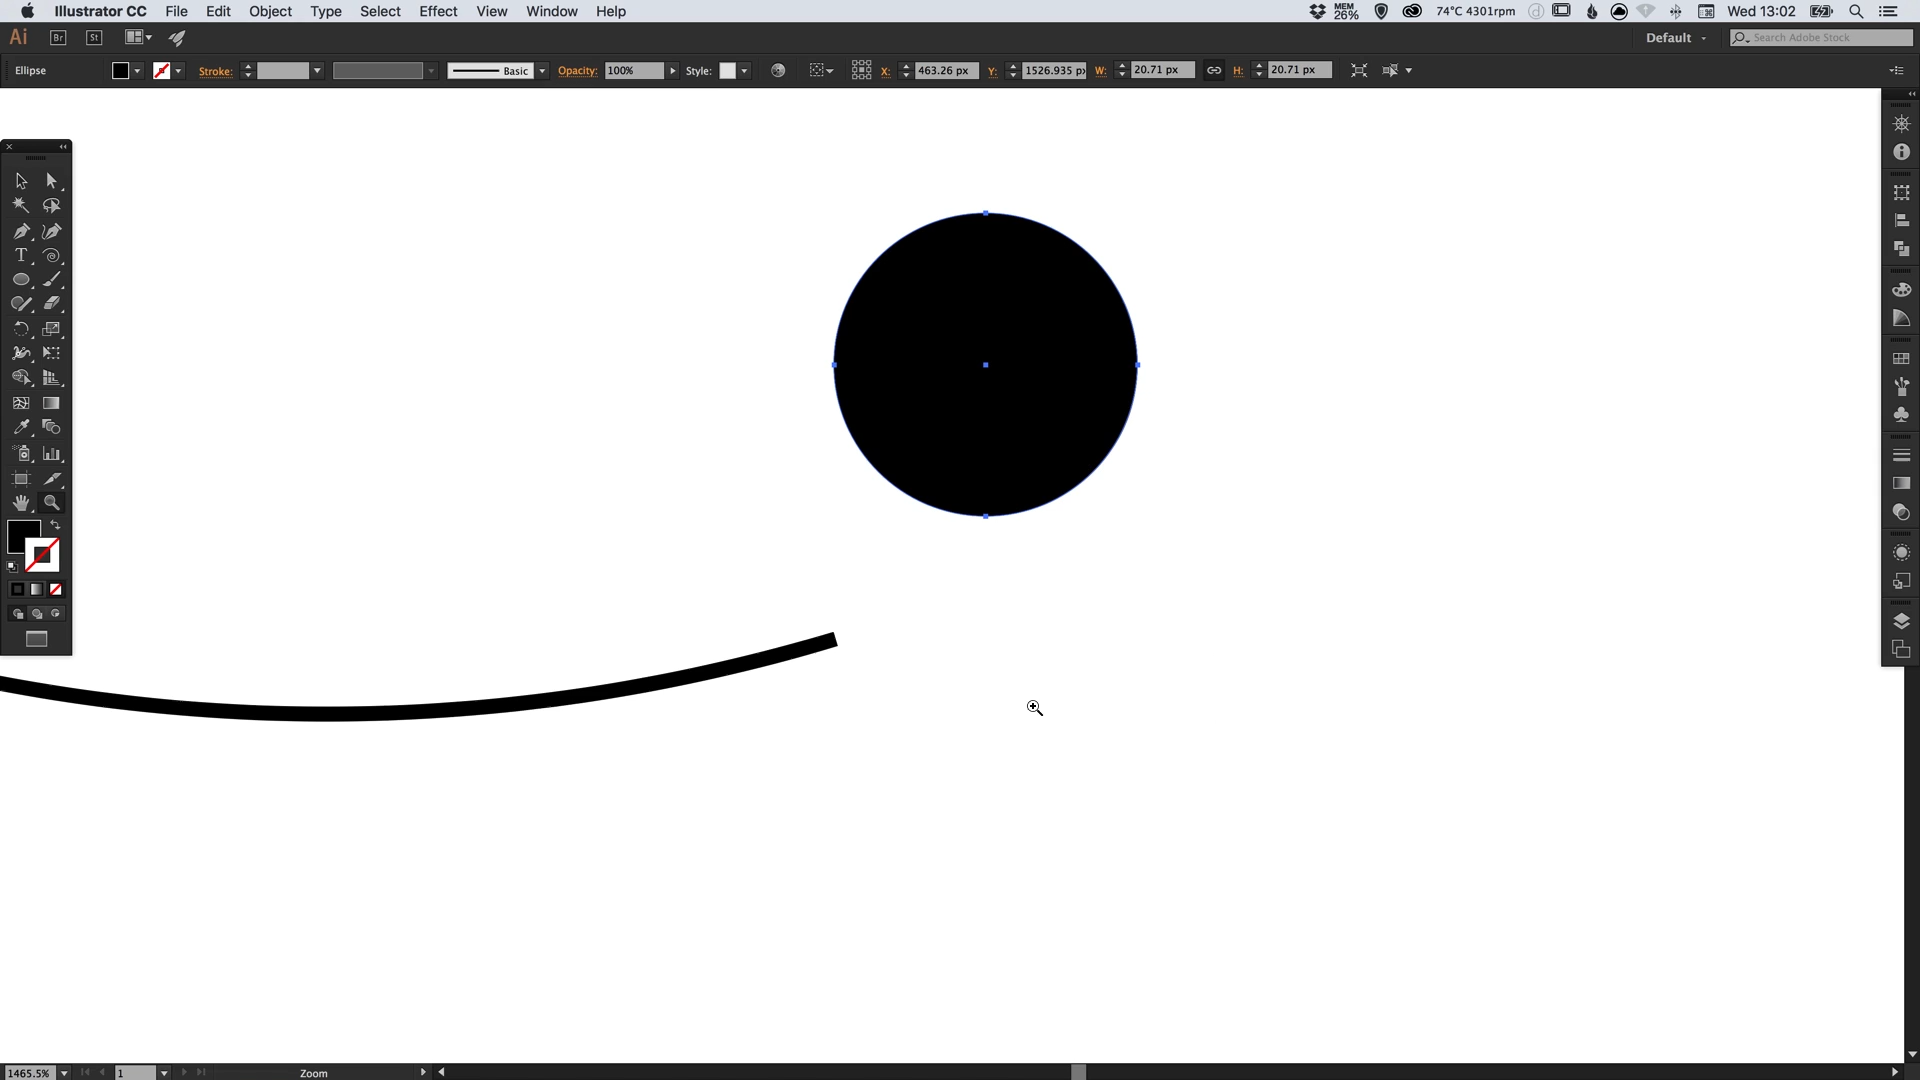 Illustrator CC File Edit Object Type Select Effect View Window Help MEM 26% 74°C 4301rpm Wed 13:02
Ai Br St Default Search Adobe Stock
Ellipse Stroke: Basic Opacity: 100% Style: X: 463.26 px Y: 1526.935 px W: 20.71 px H: 20.71 px
T
1465.5% 1 Zoom